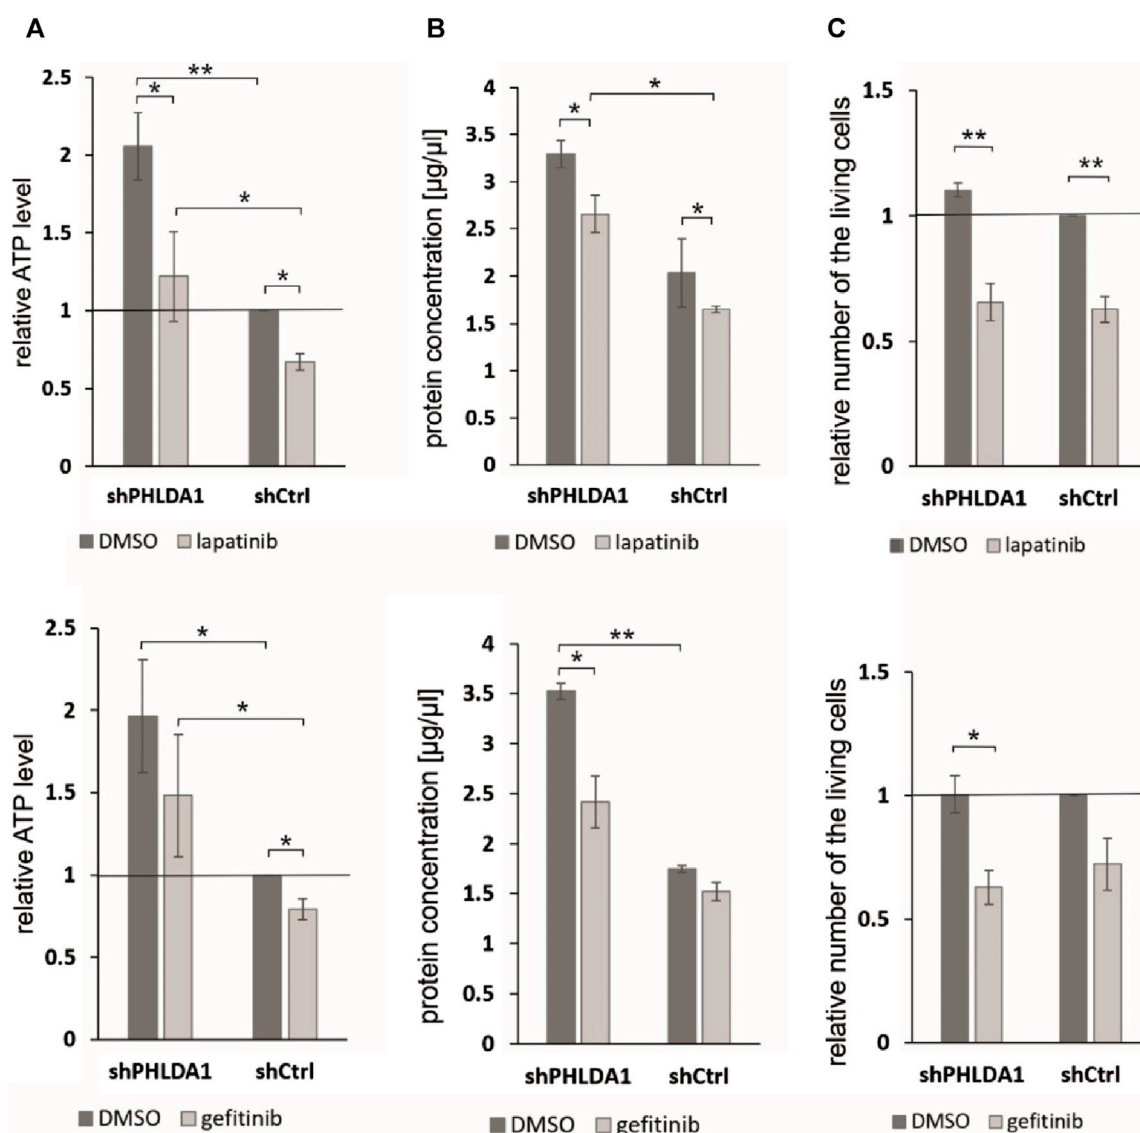 A
B
C
relative ATP level
2.5
2
1.5
1
0.5
0
**
*
*
*
shPHLDA1 shCtrl
DMSO lapatinib
protein concentration [µg/µl]
4
3.5
3
2.5
2
1.5
1
0.5
0
*
*
*
shPHLDA1 shCtrl
DMSO lapatinib
relative number of the living cells
1.5
1
0.5
0
**
**
shPHLDA1 shCtrl
DMSO lapatinib
relative ATP level
2.5
2
1.5
1
0.5
0
*
*
*
shPHLDA1 shCtrl
DMSO gefitinib
protein concentration [µg/µl]
4
3.5
3
2.5
2
1.5
1
0.5
0
**
*
shPHLDA1 shCtrl
DMSO gefitinib
relative number of the living cells
1.5
1
0.5
0
*
shPHLDA1 shCtrl
DMSO gefitinib